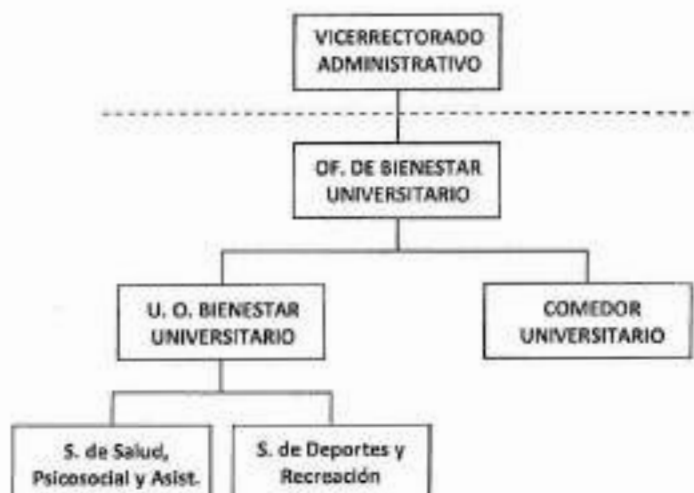 VICERRECTORADO
ADMINISTRATIVO
OF. DE BIENESTAR
UNIVERSITARIO
U. O. BIENESTAR
UNIVERSITARIO
COMEDOR
UNIVERSITARIO
S. de Salud,
Psicosocial y Asist.
S. de Deportes y
Recreación